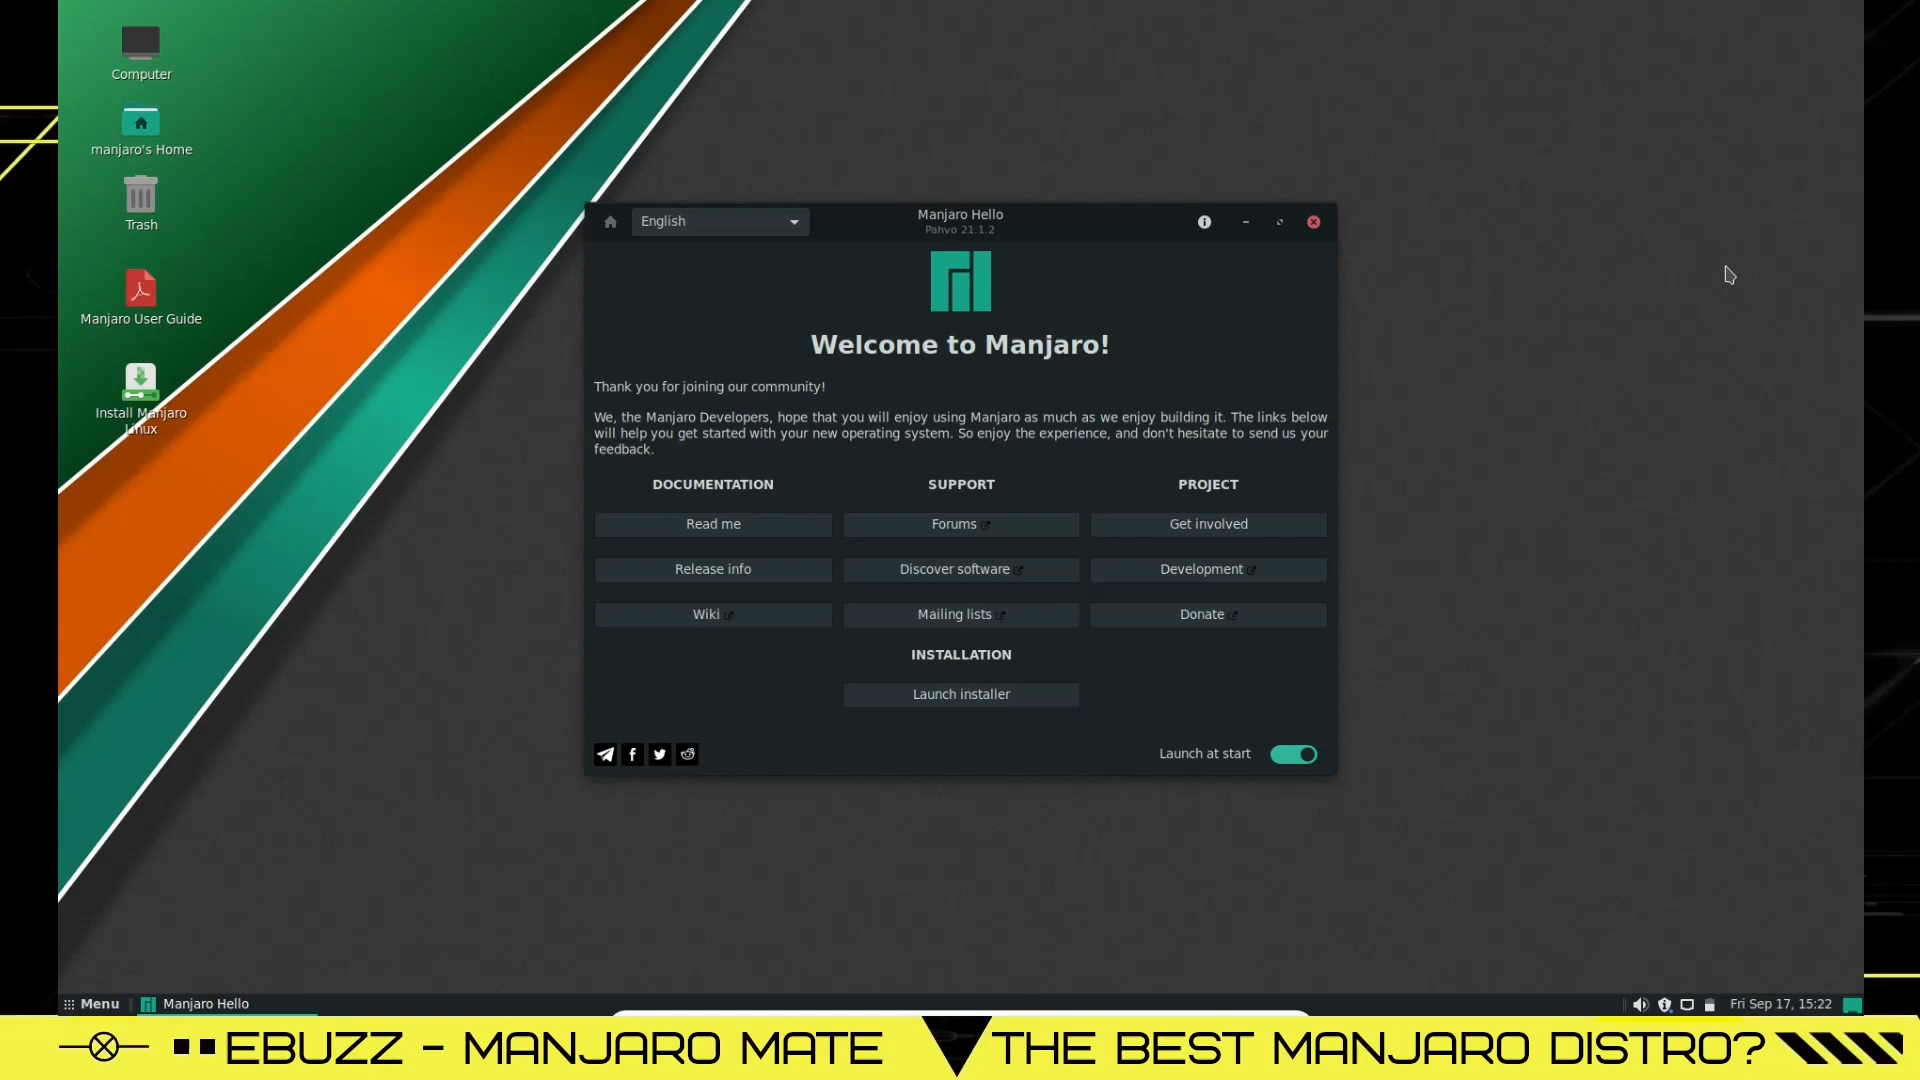 Computer
manjaro's Home
Trash
Manjaro User Guide
Install Manjaro
Linux
English
Manjaro Hello
Pahvo 21.1.2
Welcome to Manjaro!
Thank you for joining our community!
We, the Manjaro Developers, hope that you will enjoy using Manjaro as much as we enjoy building it. The links below
will help you get started with your new operating system. So enjoy the experience, and don't hesitate to send us your
feedback.
DOCUMENTATION
SUPPORT
PROJECT
Read me
Forums
Get involved
Release info
Discover software
Development
Wiki
Mailing lists
Donate
INSTALLATION
Launch installer
Launch at start
Menu
Manjaro Hello
Fri Sep 17, 15:22
EBUZZ - MANJARO MATE
THE BEST MANJARO DISTRO?